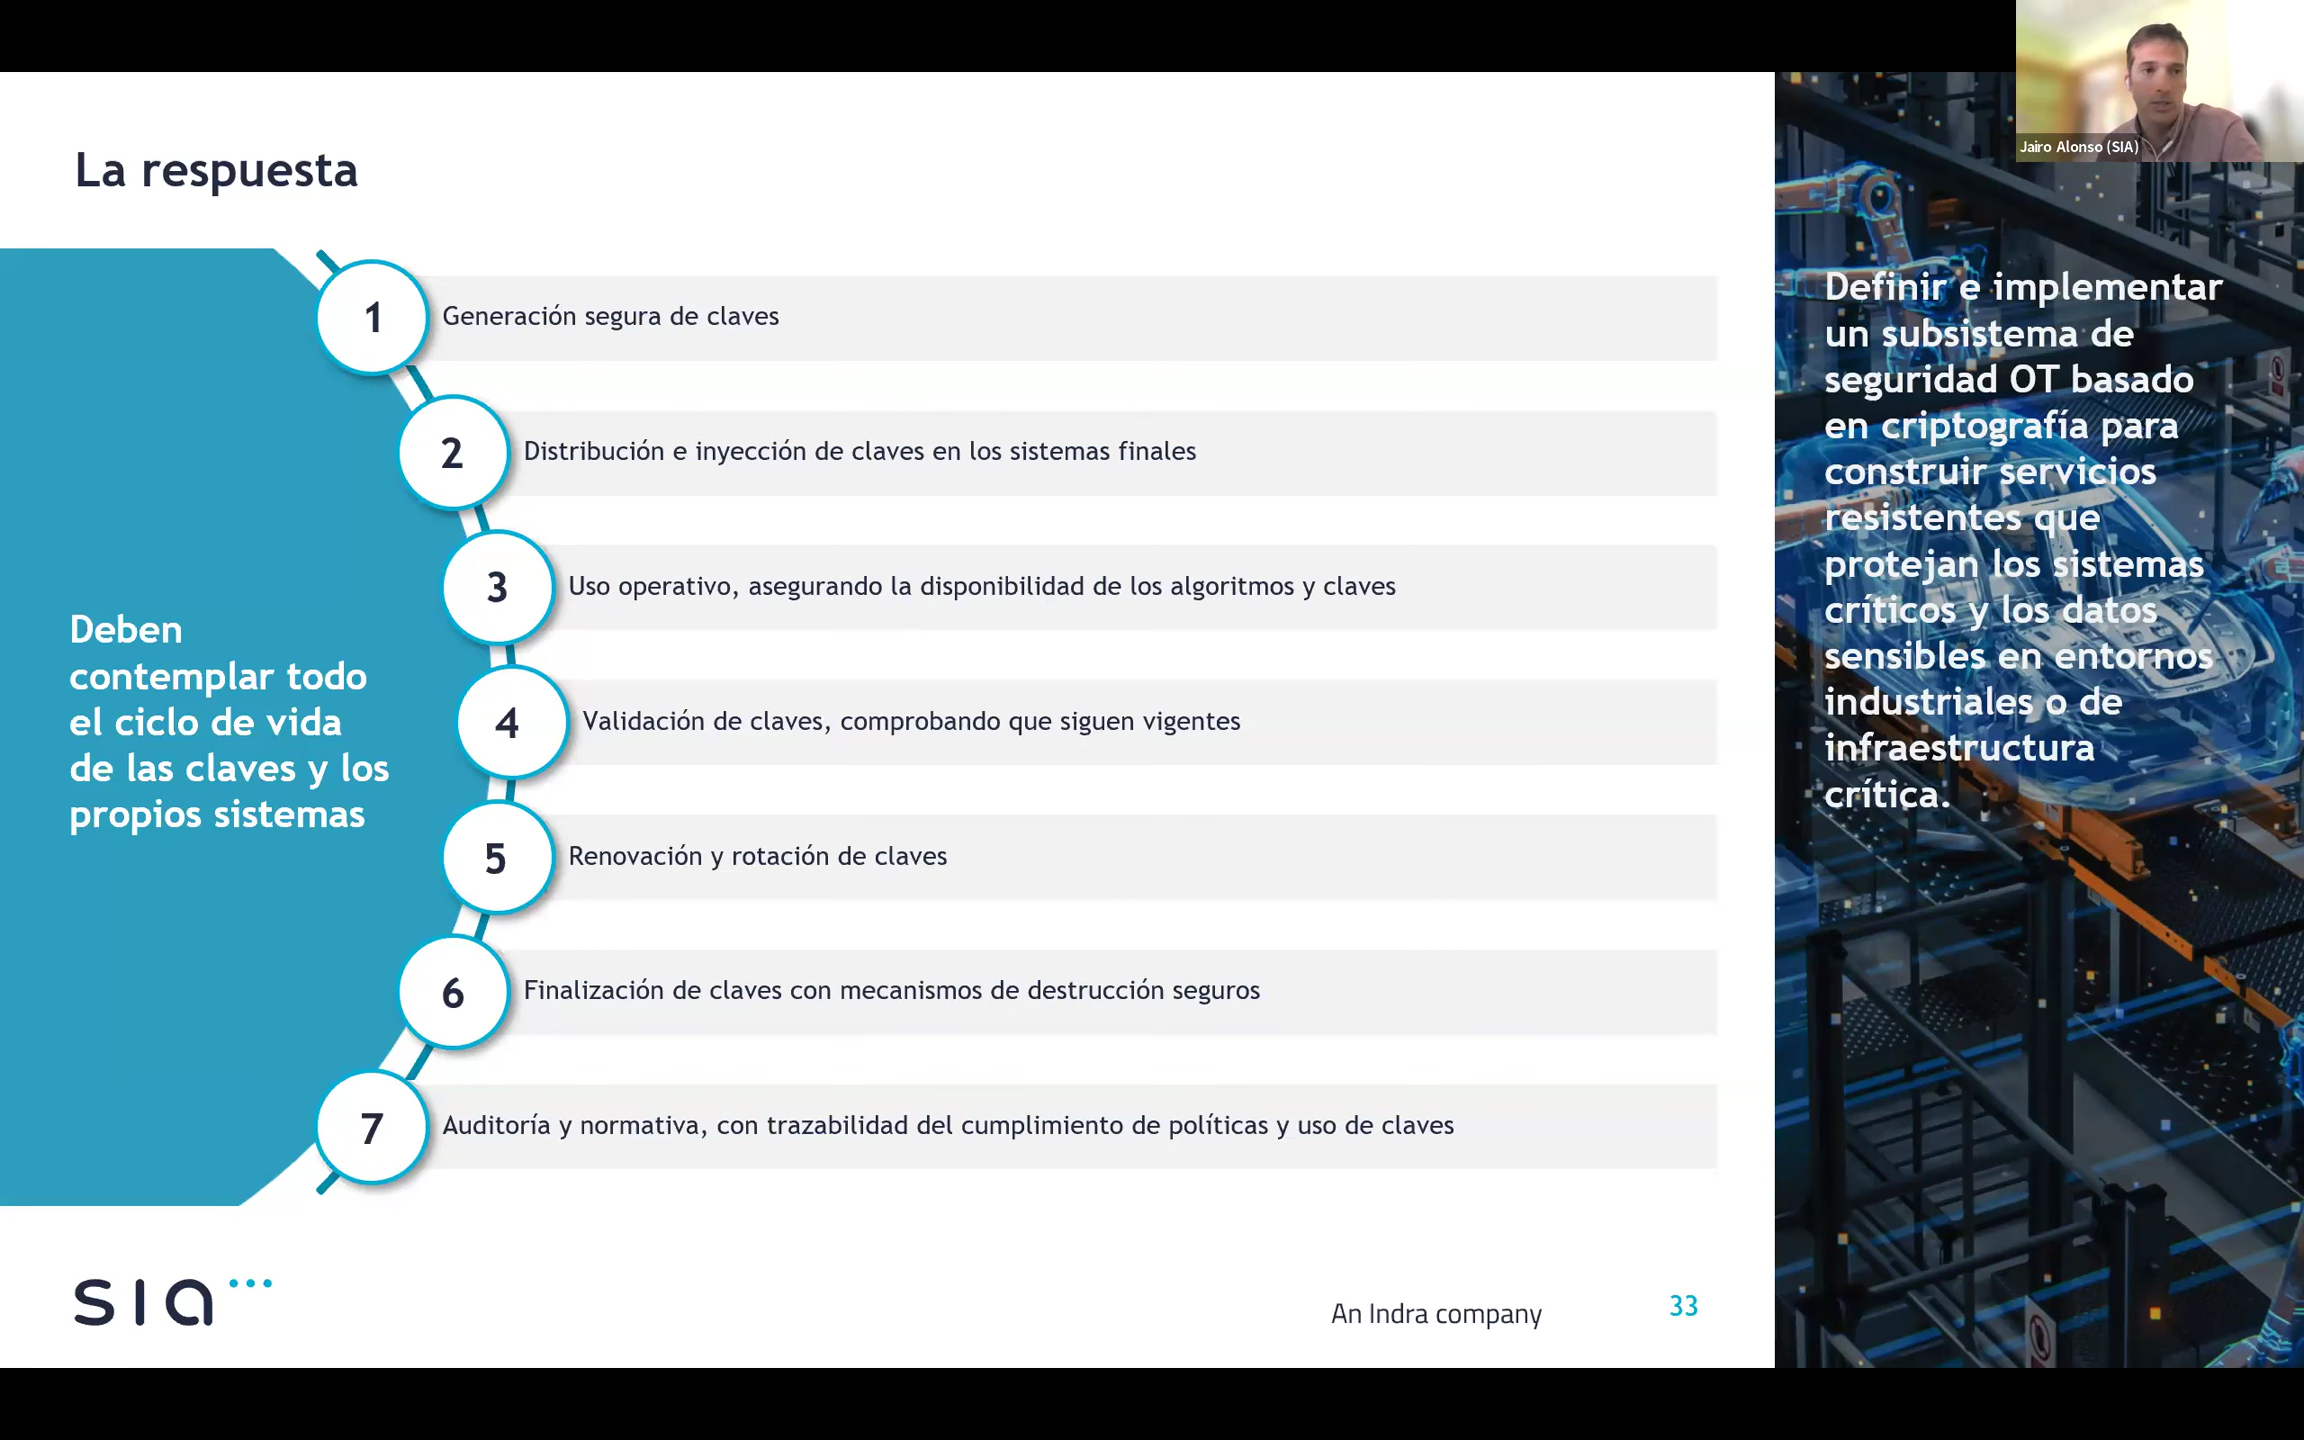 Jairo Alonso (SIA)
La respuesta
Deben
contemplar todo
el ciclo de vida
de las claves y los
propios sistemas
1
Generación segura de claves
2
Distribución e inyección de claves en los sistemas finales
3
Uso operativo, asegurando la disponibilidad de los algoritmos y claves
4
Validación de claves, comprobando que siguen vigentes
5
Renovación y rotación de claves
6
Finalización de claves con mecanismos de destrucción seguros
7
Auditoría y normativa, con trazabilidad del cumplimiento de políticas y uso de claves
Definir e implementar
un subsistema de
seguridad OT basado
en criptografía para
construir servicios
resistentes que
protejan los sistemas
críticos y los datos
sensibles en entornos
industriales o de
infraestructura
crítica.
sia
An Indra company
33